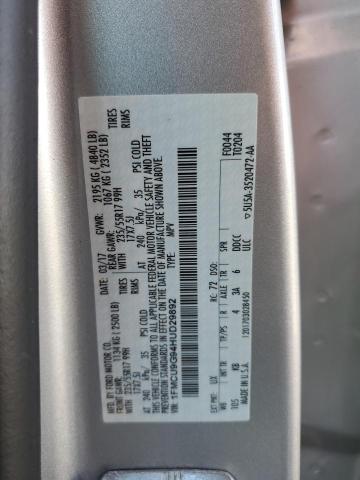 MFD. BY FORD MOTOR CO.
DATE: 03/17 GVWR: 2195 KG ( 4840 LB)
FRONT GAWR: 1134 KG ( 2500 LB) REAR GAWR: 1067 KG ( 2352 LB)
235/55R17 99H TIRES 235/55R17 99H TIRES
17X7.5J RIMS 17X7.5J RIMS
AT 240 kPa/ 35 PSI COLD AT 240 kPa/ 35 PSI COLD
THIS VEHICLE CONFORMS TO ALL APPLICABLE FEDERAL MOTOR VEHICLE SAFETY AND BUMPER
STANDARDS IN EFFECT ON THE DATE OF MANUFACTURE SHOWN ABOVE.
VIN: 1FMCU9G94HUD29892
TYPE: MPV
F0044
T0204
EXT PNT: UX RC: 72 DSO:
WB BRK INT TR TP/PS R AXLE TR SPR
105 KB 4 3A 6 DDCC
ULC
MADE IN U.S.A. 1201703028450 5U5A-3520472-AA